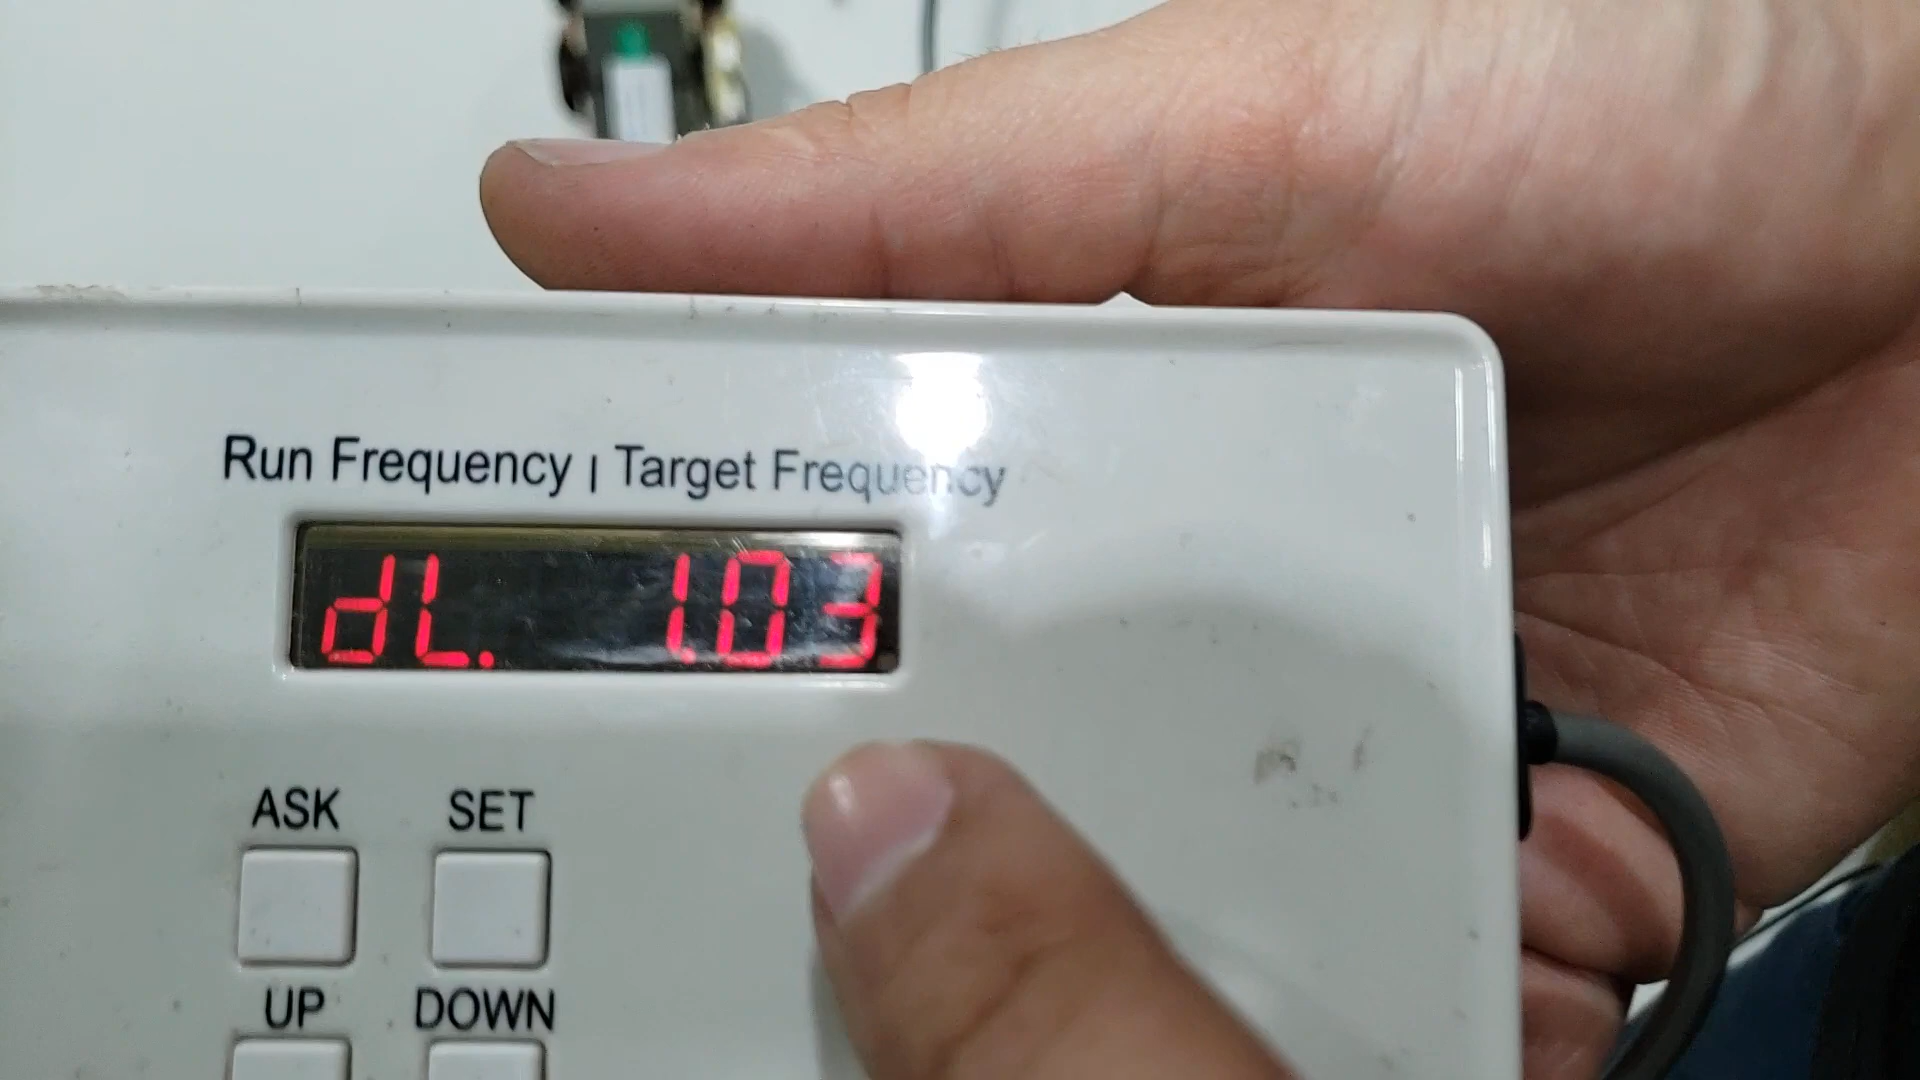 Run Frequency | Target Frequency
dL. 1.03
ASK SET
UP DOWN